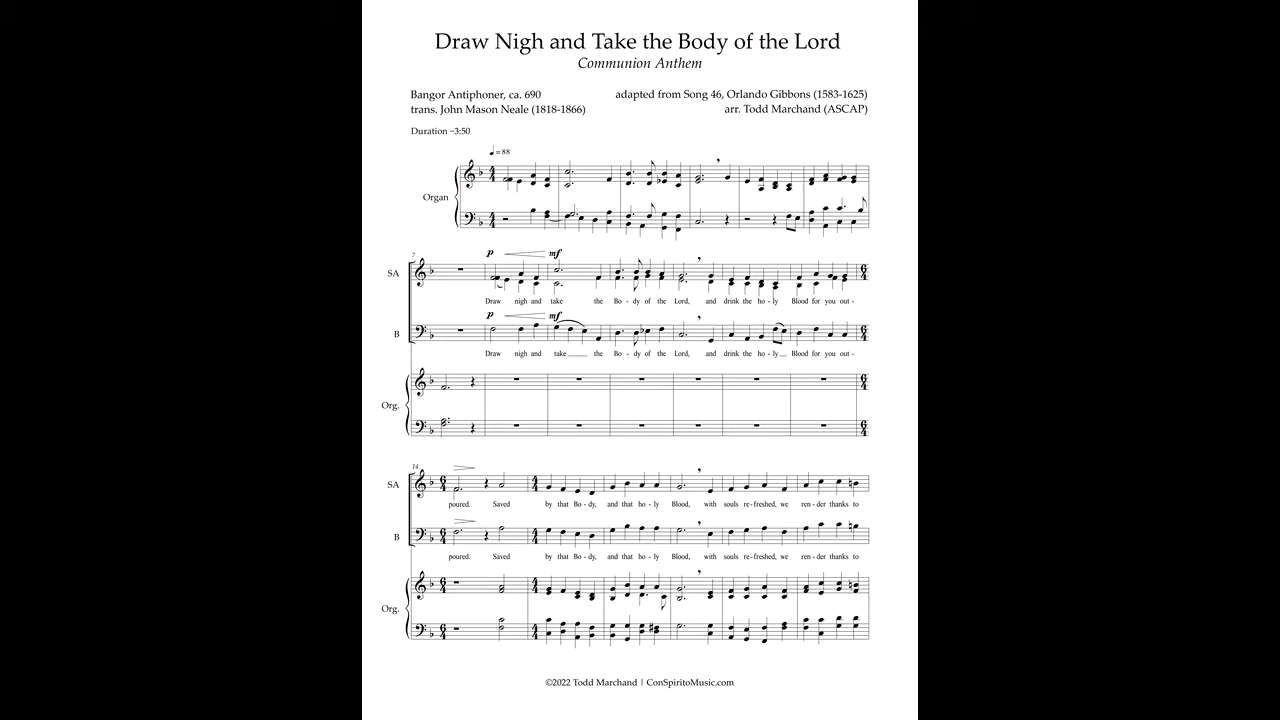 Draw Nigh and Take the Body of the Lord
Communion Anthem
Bangor Antiphoner, ca. 690
adapted from Song 46, Orlando Gibbons (1583-1625)
trans. John Mason Neale (1818-1866)
arr. Todd Marchand (ASCAP)
Duration ~3:50
♩ = 88
Organ
7
p mf
SA
Draw nigh and take the Bo - dy of the Lord, and drink the ho - ly Blood for you out -
p mf
B
Draw nigh and take____ the Bo - dy of the Lord, and drink the ho - ly__ Blood for you out -
Org.
14
SA
poured. Saved by that Bo - dy, and that ho - ly Blood, with souls re - freshed, we ren - der thanks to
B
poured. Saved by that Bo - dy, and that ho - ly Blood, with souls re - freshed, we ren - der thanks to
Org.
©2022 Todd Marchand | ConSpiritoMusic.com